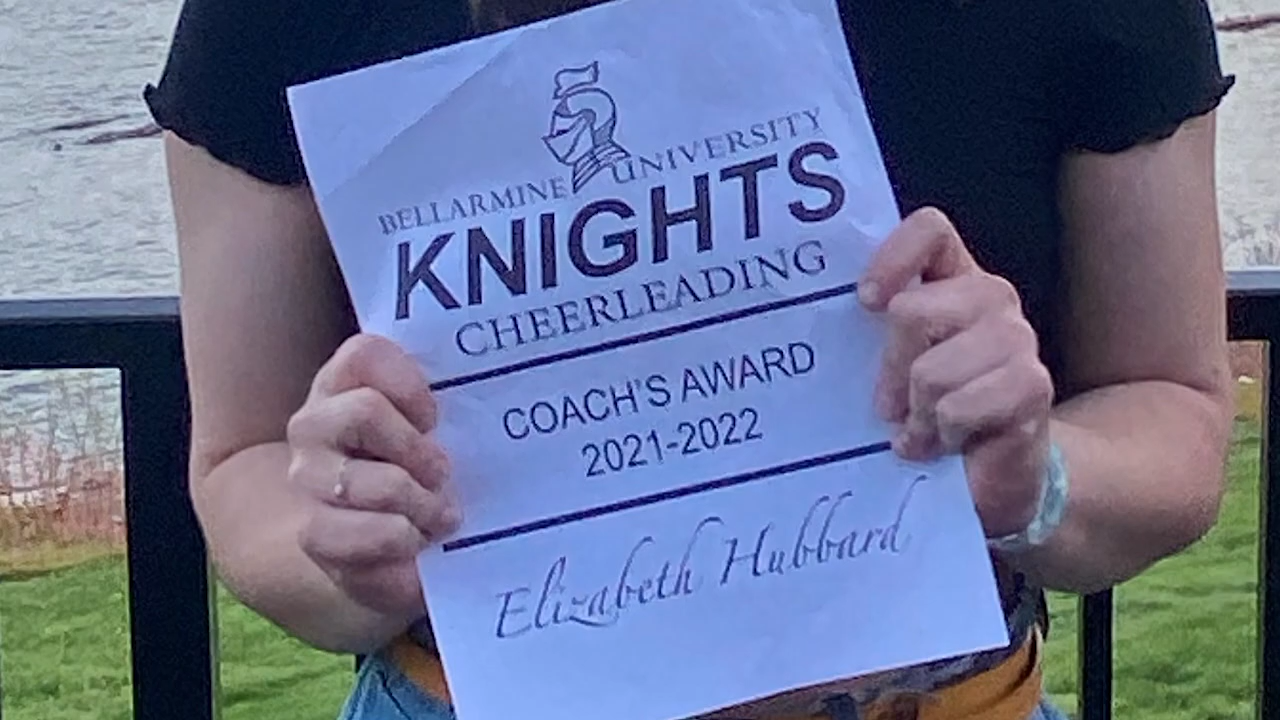 BELLARMINE UNIVERSITY
KNIGHTS
CHEERLEADING
COACH'S AWARD
2021-2022
Elizabeth Hubbard